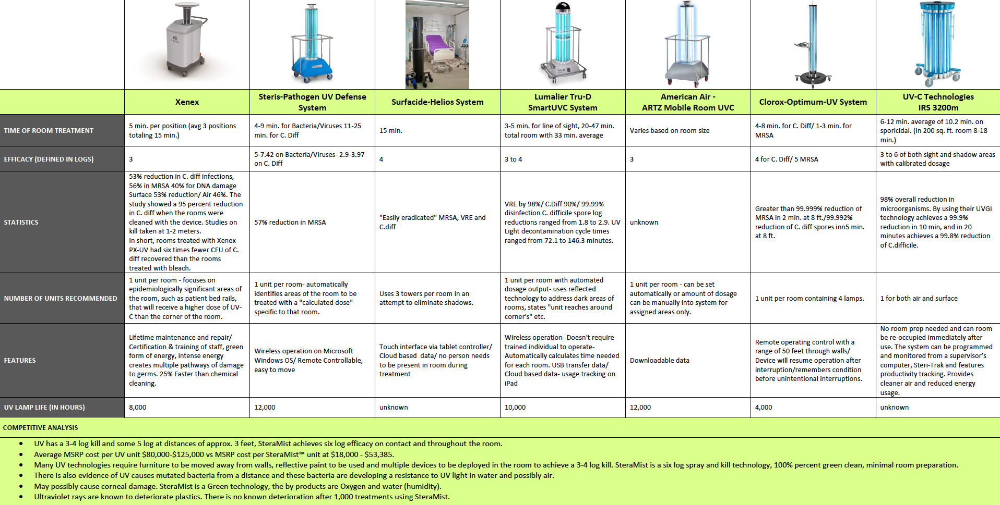 Xenex
Steris-Pathogen UV Defense
System
Surfacide-Helios System
Lumalier Tru-D
SmartUVC System
American Air -
ARTZ Mobile Room UVC
Clorox-Optimum-UV System
UV-C Technologies
IRS 3200m
TIME OF ROOM TREATMENT
5 min. per position (avg 3 positions
totaling 15 min.)
4-9 min. for Bacteria/Viruses 11-25
min. for C. Diff
15 min.
3-5 min. for line of sight, 20-47 min.
total room with 33 min. average
Varies based on room size
4-8 min. for C. Diff/ 1-3 min. for
MRSA
6-12 min. average of 10.2 min. on
sporicidal. (In 200 sq. ft. room 8-18
min.)
EFFICACY (DEFINED IN LOGS)
3
5-7.42 on Bacteria/Viruses- 2.9-3.97
on C. Diff
4
3 to 4
3
4 for C. Diff/ 5 MRSA
3 to 6 of both sight and shadow areas
with calibrated dosage
STATISTICS
53% reduction in C. diff infections,
56% in MRSA 40% for DNA damage
Surface 53% reduction/ Air 46%. The
study showed a 95 percent reduction
in C. diff when the rooms were
cleaned with the device. Studies on
kill taken at 1-2 meters.
In short, rooms treated with Xenex
PX-UV had six times fewer CFU of C.
diff recovered than the rooms
treated with bleach.
57% reduction in MRSA
"Easily eradicated" MRSA, VRE and
C.diff
VRE by 98%/ C.Diff 90%/ 99.99%
disinfection C. difficile spore log
reductions ranged from 1.8 to 2.9. UV
Light decontamination cycle times
ranged from 72.1 to 146.3 minutes.
unknown
Greater than 99.999% reduction of
MRSA in 2 min. at 8 ft./99.992%
reduction of C. diff spores inn5 min.
at 8 ft.
98% overall reduction in
microorganisms. By using their UVGI
technology achieves a 99.9%
reduction in 10 min, and in 20
minutes achieves a 99.8% reduction
of C.difficile.
NUMBER OF UNITS RECOMMENDED
1 unit per room - focuses on
epidemiologically significant areas of
the room, such as patient bed rails,
that will receive a higher dose of UV-
C than the corner of the room.
1 unit per room- automatically
identifies areas of the room to be
treated with a "calculated dose"
specific to that room.
Uses 3 towers per room in an
attempt to eliminate shadows.
1 unit per room with automated
dosage output- uses reflected
technology to address dark areas of
rooms, states "unit reaches around
corner's" etc.
1 unit per room - can be set
automatically or amount of dosage
can be manually into system for
assigned areas only.
1 unit per room containing 4 lamps.
1 for both air and surface
FEATURES
Lifetime maintenance and repair/
Certification & training of staff, green
form of energy, intense energy
creates multiple pathways of damage
to germs. 25% Faster than chemical
cleaning.
Wireless operation on Microsoft
Windows OS/ Remote Controllable,
easy to move
Touch interface via tablet controller/
Cloud based data/ no person needs
to be present in room during
treatment
Wireless operation- Doesn't require
trained individual to operate-
Automatically calculates time needed
for each room. USB transfer data/
Cloud based data- usage tracking on
iPad
Downloadable data
Remote operating control with a
range of 50 feet through walls/
Device will resume operation after
interruption/remembers condition
before unintentional interruptions.
No room prep needed and can room
be re-occupied immediately after
use. The system can be programmed
and monitored from a supervisor's
computer, Steri-Trak and features
productivity tracking. Provides
cleaner air and reduced energy
usage.
UV LAMP LIFE (IN HOURS)
8,000
12,000
unknown
10,000
12,000
4,000
unknown
COMPETITIVE ANALYSIS
• UV has a 3-4 log kill and some 5 log at distances of approx. 3 feet, SteraMist achieves six log efficacy on contact and throughout the room.
• Average MSRP cost per UV unit $80,000-$125,000 vs MSRP cost per SteraMist™ unit at $18,000 - $53,385.
• Many UV technologies require furniture to be moved away from walls, reflective paint to be used and multiple devices to be deployed in the room to achieve a 3-4 log kill. SteraMist is a six log spray and kill technology, 100% percent green clean, minimal room preparation.
• There is also evidence of UV causes mutated bacteria from a distance and these bacteria are developing a resistance to UV light in water and possibly air.
• May possibly cause corneal damage. SteraMist is a Green technology, the by products are Oxygen and water (humidity).
• Ultraviolet rays are known to deteriorate plastics. There is no known deterioration after 1,000 treatments using SteraMist.